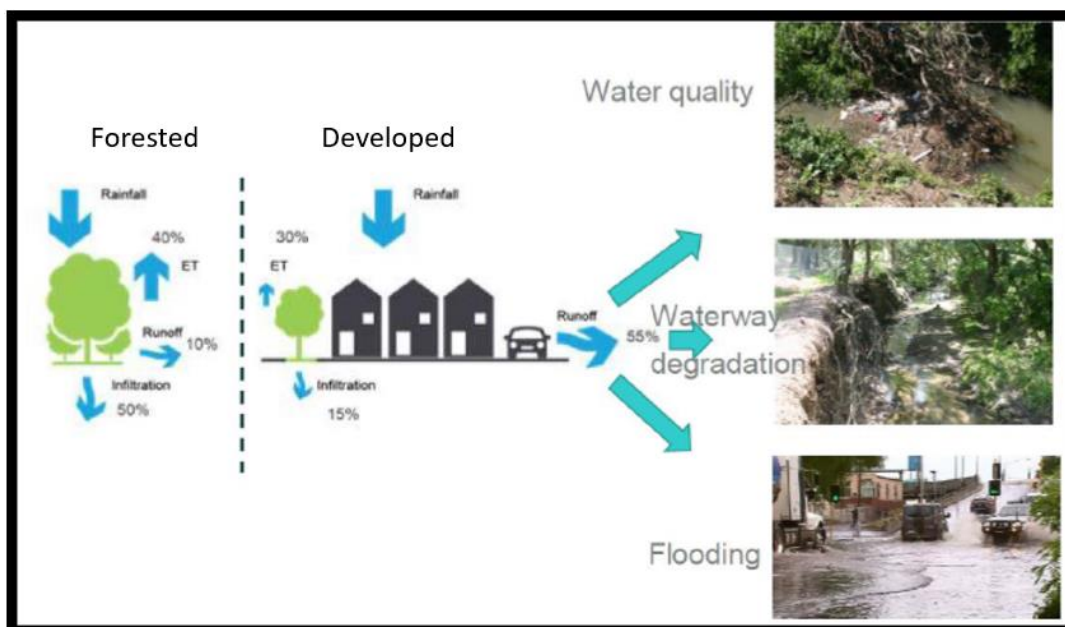 Water quality
Forested
Developed
Rainfall
Rainfall
40%
ET
30%
ET
Runoff
10%
Infiltration
50%
Infiltration
15%
Runoff
55%
Waterway
degradation
Flooding